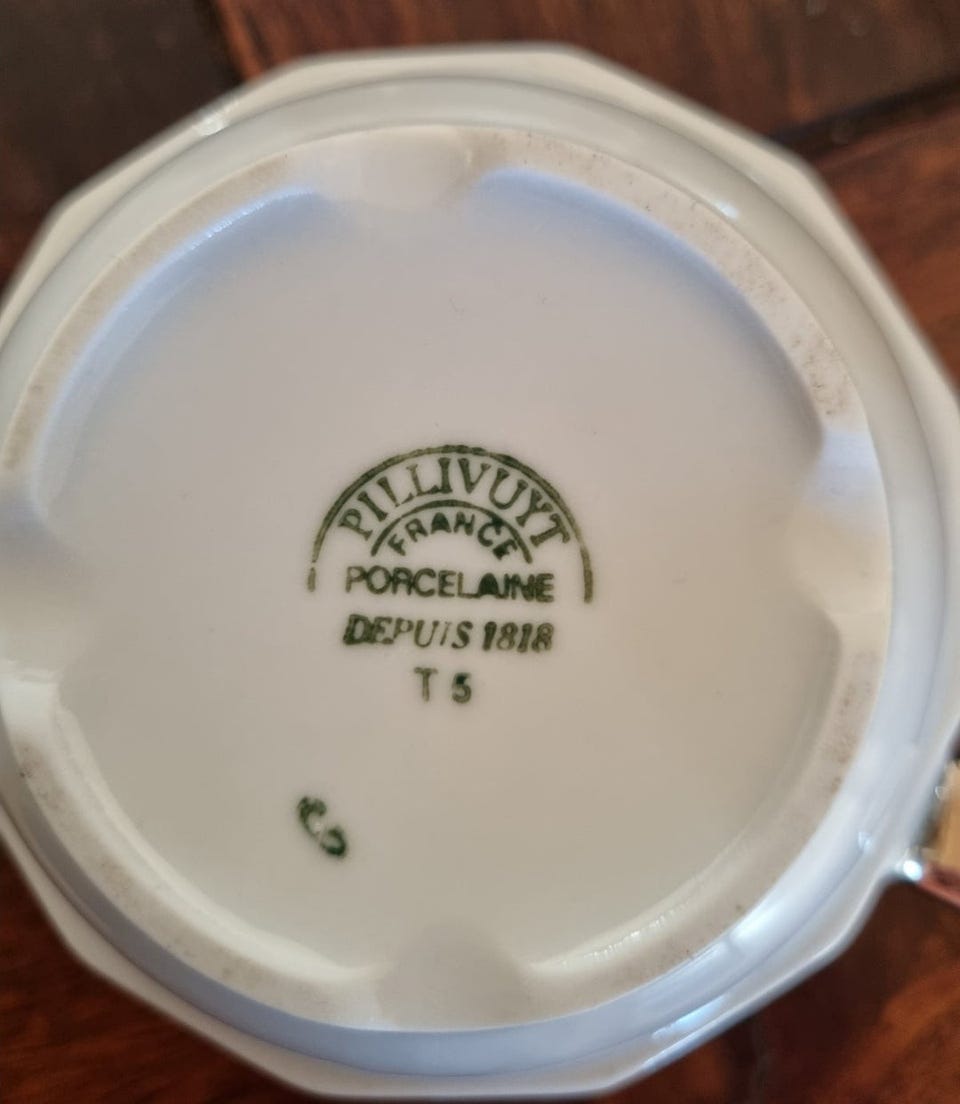 PILLIVUYT
FRANCE
PORCELAINE
DEPUIS 1818
T 5